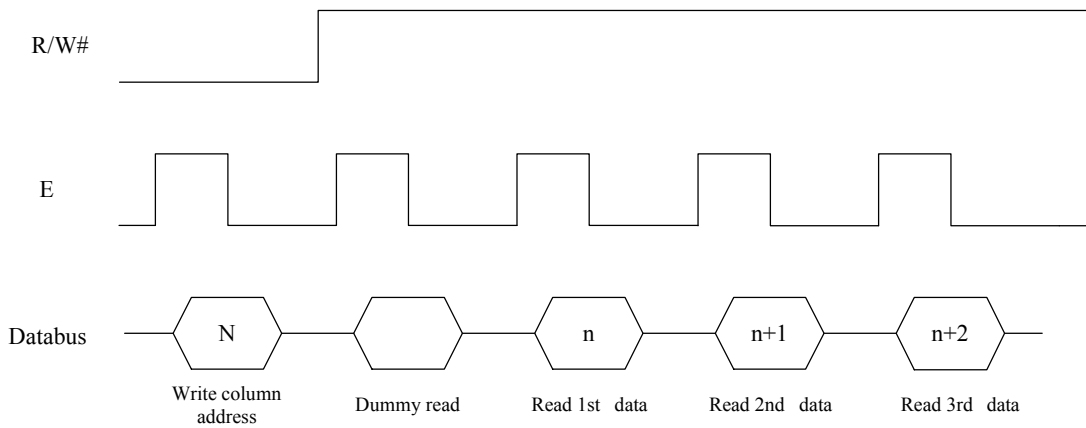 R/W#
E
Databus
N
n
n+1
n+2
Write column
address
Dummy read
Read 1st data
Read 2nd data
Read 3rd data